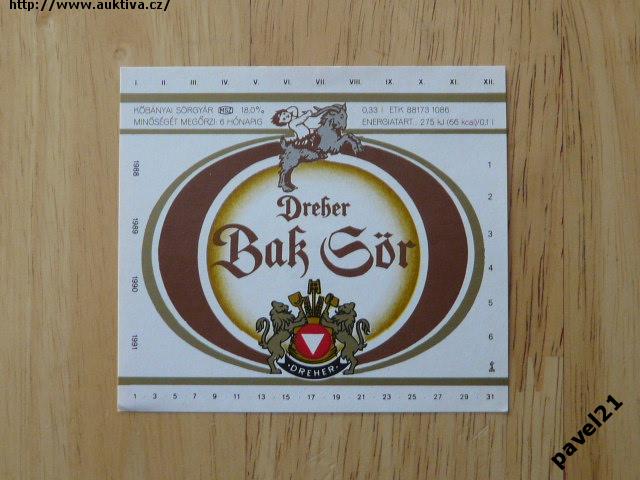 http://www.auktiva.cz/
I. II. III. IV. V. VI. VII. VIII. IX. X. XI. XII.
KŐBÁNYAI SÖRGYÁR MSZ 18,0%
MINŐSÉGÉT MEGŐRZI: 6 HÓNAPIG
0,33 l ETK 88173 1086
ENERGIATART.: 275 kJ (66 kcal)/0,1 l
1988
1989
1990
1991
1
2
3
4
5
6
Dreher
Bak Sör
DREHER
1 · 3 · 5 · 7 · 9 · 11 · 13 · 15 · 17 · 19 · 21 · 23 · 25 · 27 · 29 · 31
pavel21